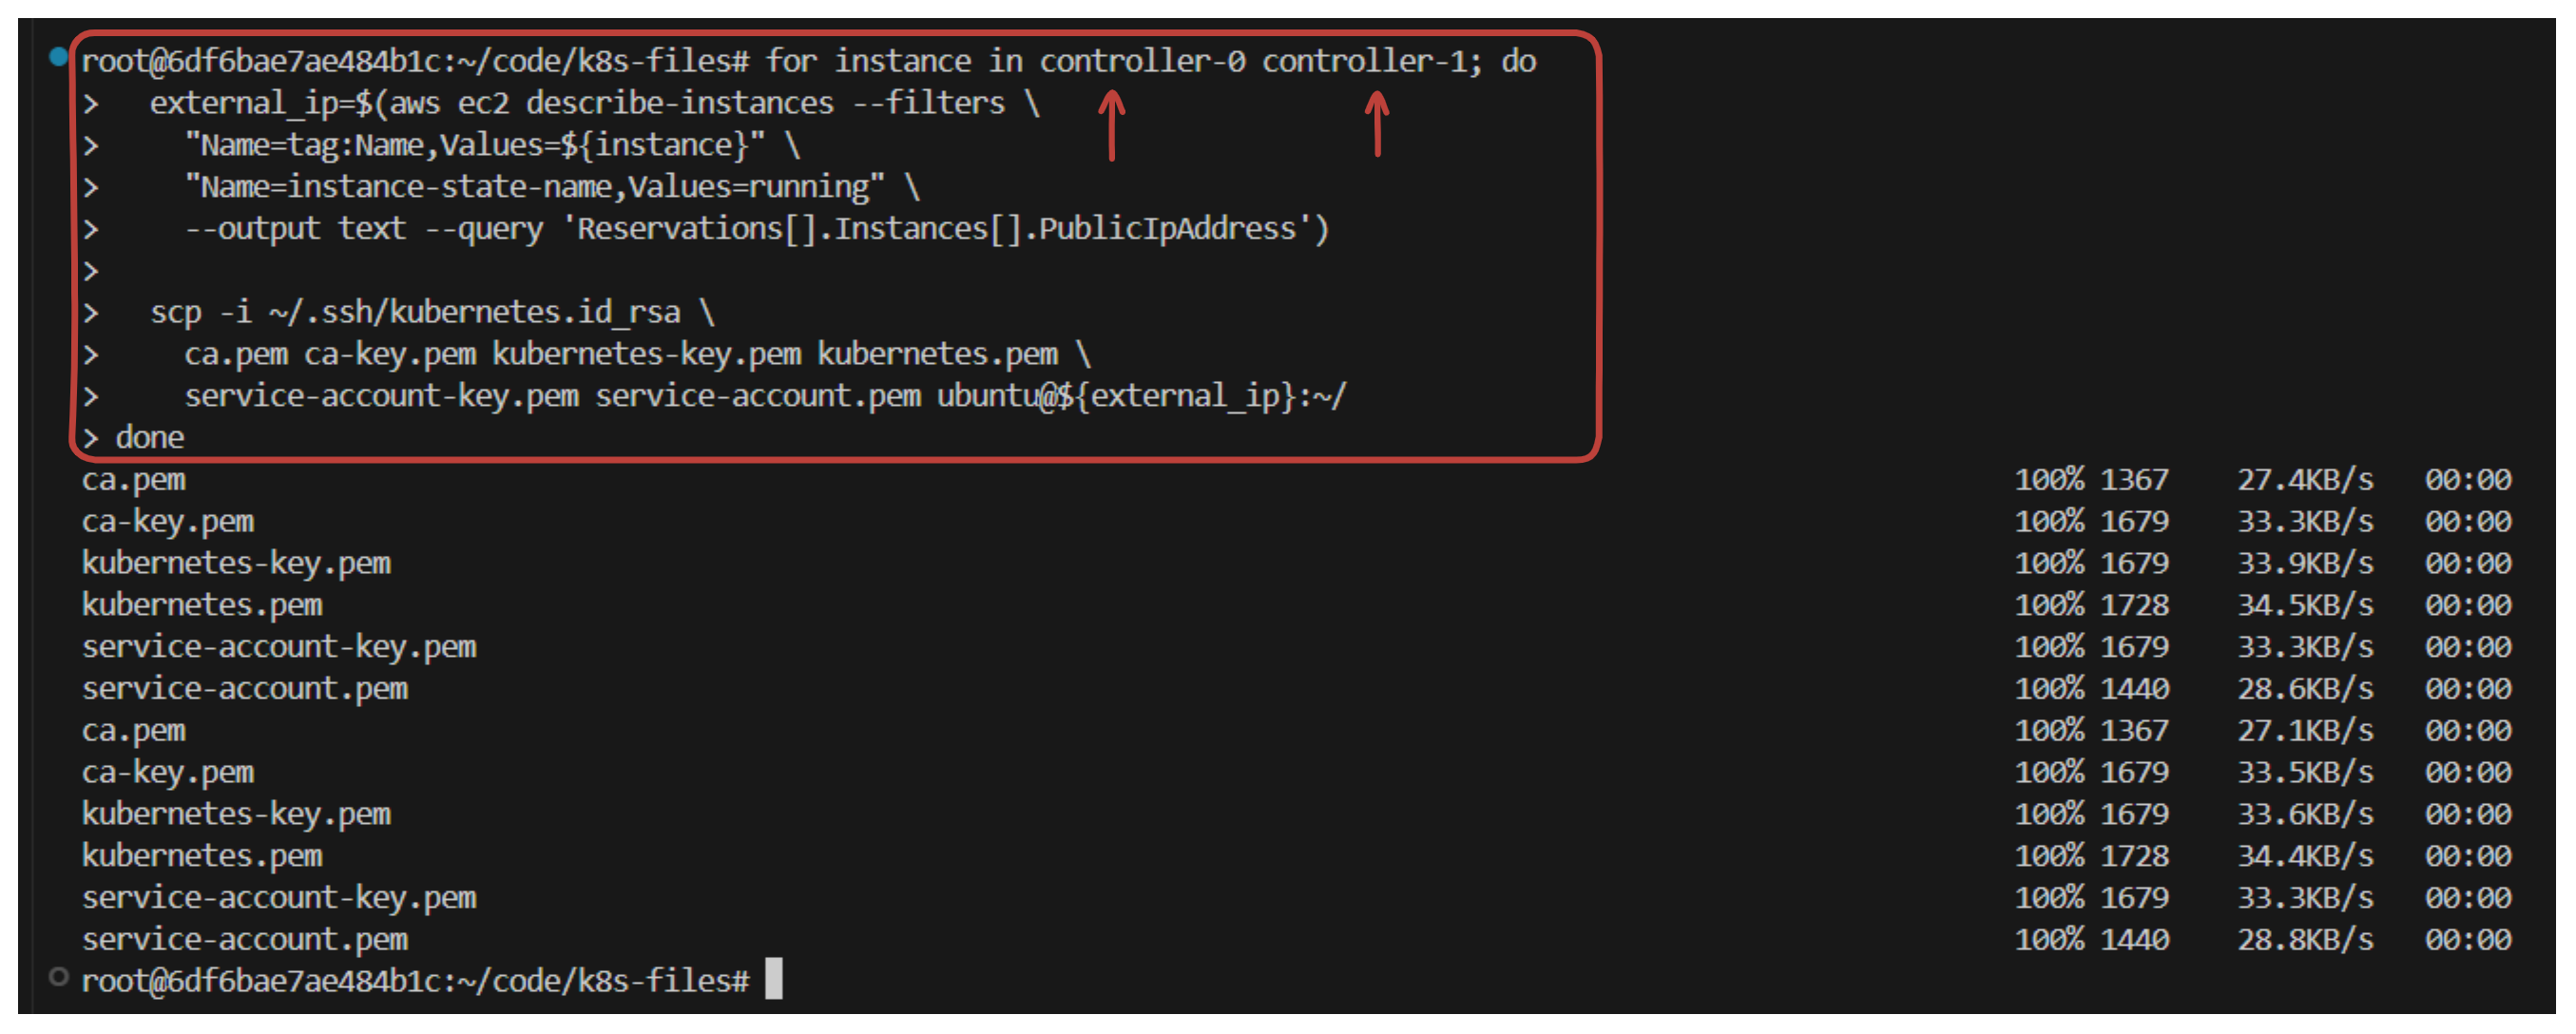 root@6df6bae7ae484b1c:~/code/k8s-files# for instance in controller-0 controller-1; do
>   external_ip=$(aws ec2 describe-instances --filters \
>     "Name=tag:Name,Values=${instance}" \
>     "Name=instance-state-name,Values=running" \
>     --output text --query 'Reservations[].Instances[].PublicIpAddress')
>
>   scp -i ~/.ssh/kubernetes.id_rsa \
>     ca.pem ca-key.pem kubernetes-key.pem kubernetes.pem \
>     service-account-key.pem service-account.pem ubuntu@${external_ip}:~/
> done
ca.pem 100% 1367 27.4KB/s 00:00
ca-key.pem 100% 1679 33.3KB/s 00:00
kubernetes-key.pem 100% 1679 33.9KB/s 00:00
kubernetes.pem 100% 1728 34.5KB/s 00:00
service-account-key.pem 100% 1679 33.3KB/s 00:00
service-account.pem 100% 1440 28.6KB/s 00:00
ca.pem 100% 1367 27.1KB/s 00:00
ca-key.pem 100% 1679 33.5KB/s 00:00
kubernetes-key.pem 100% 1679 33.6KB/s 00:00
kubernetes.pem 100% 1728 34.4KB/s 00:00
service-account-key.pem 100% 1679 33.3KB/s 00:00
service-account.pem 100% 1440 28.8KB/s 00:00
root@6df6bae7ae484b1c:~/code/k8s-files#